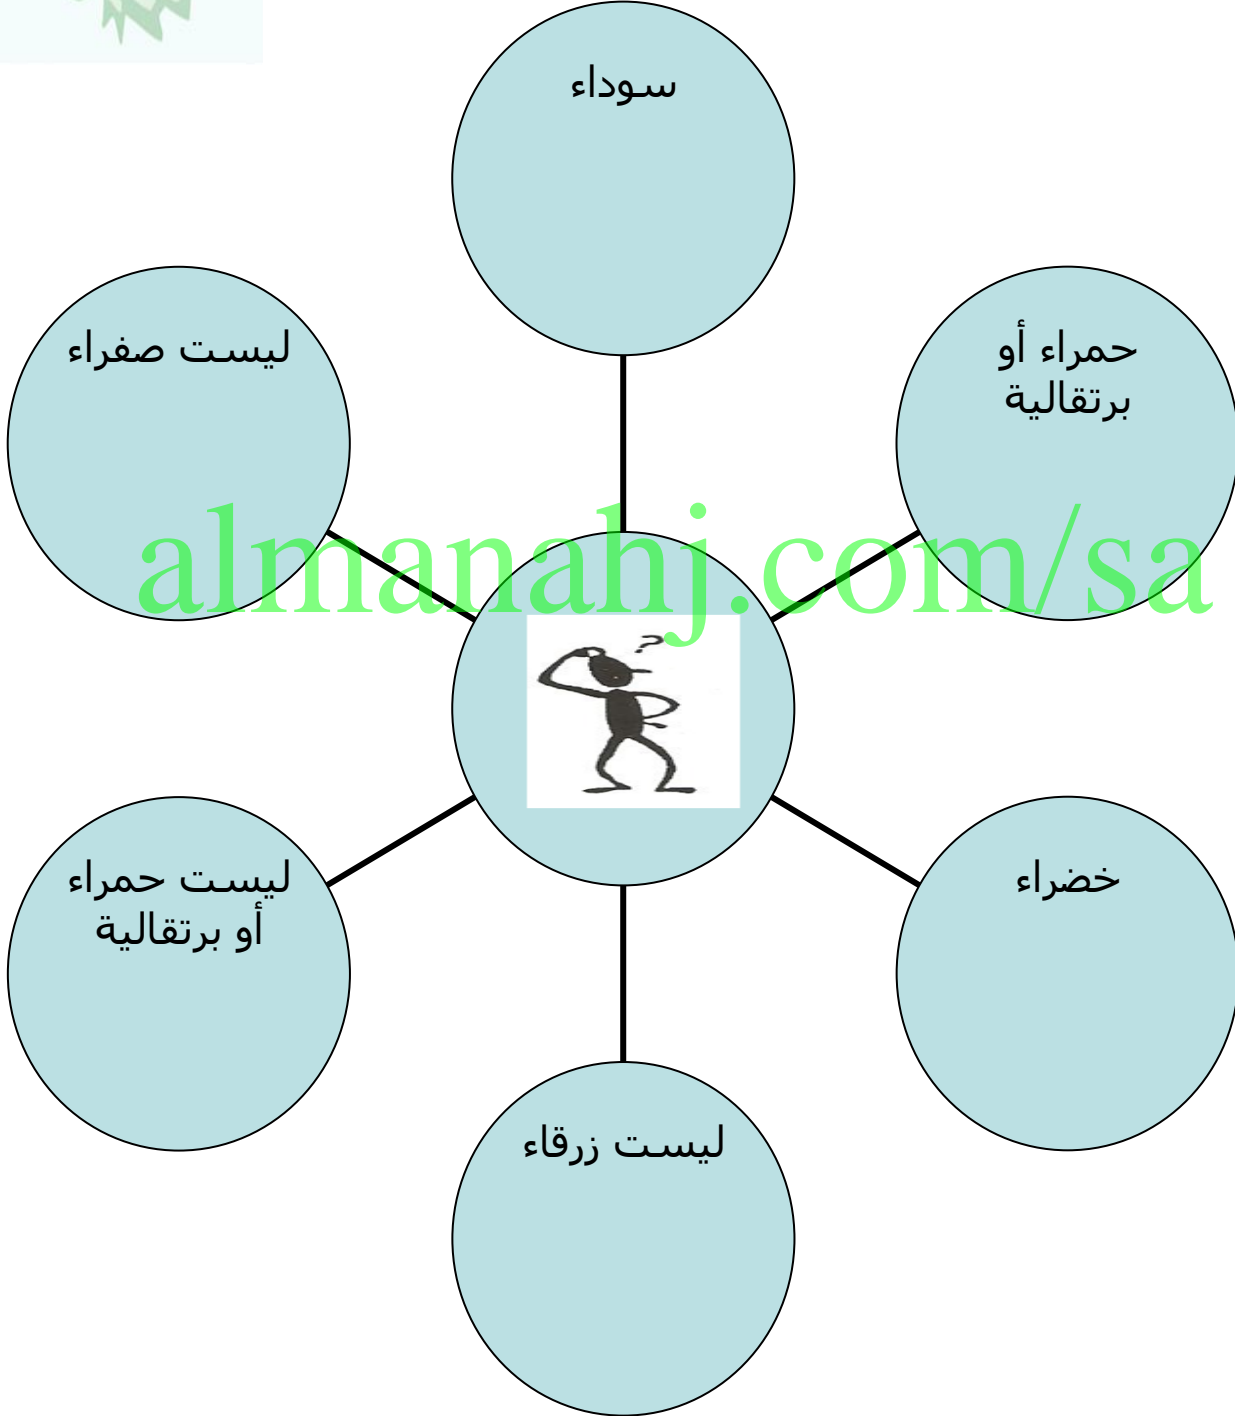 سوداء
حمراء أو
برتقالية
ليست صفراء
almanahj.com/sa
?
خضراء
ليست حمراء
أو برتقالية
ليست زرقاء